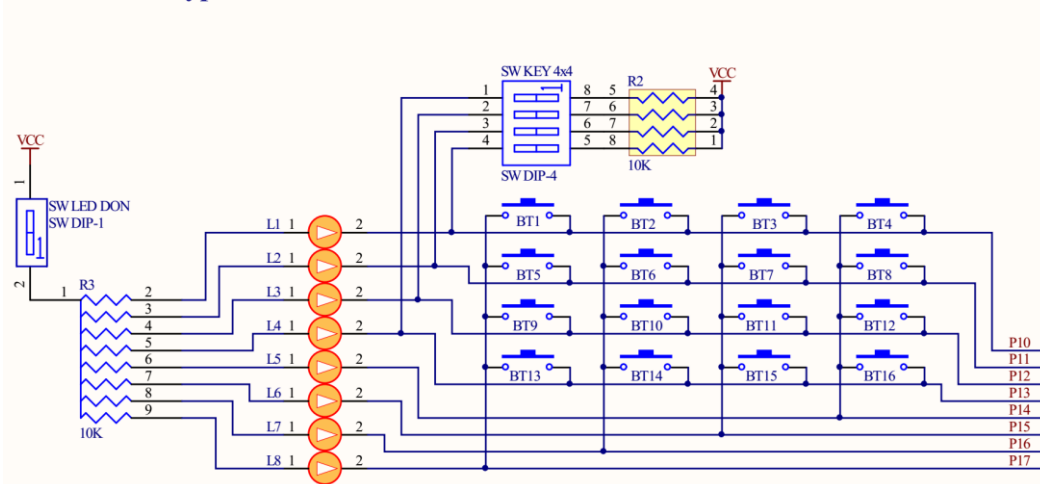 SW KEY 4x4
R2
VCC
1 8 5 4
2 7 6 3
3 6 7 2
4 5 8 1
10K
SW DIP-4
VCC
1
SW LED DON
SW DIP-1
1
2
L1 1 2
BT1 BT2 BT3 BT4
L2 1 2
BT5 BT6 BT7 BT8
R3
1 2
L3 1 2
3
BT9 BT10 BT11 BT12
4
L4 1 2
5
P10
6
L5 1 2
P11
BT13 BT14 BT15 BT16
7
P12
8
L6 1 2
P13
9
P14
10K
L7 1 2
P15
P16
L8 1 2
P17